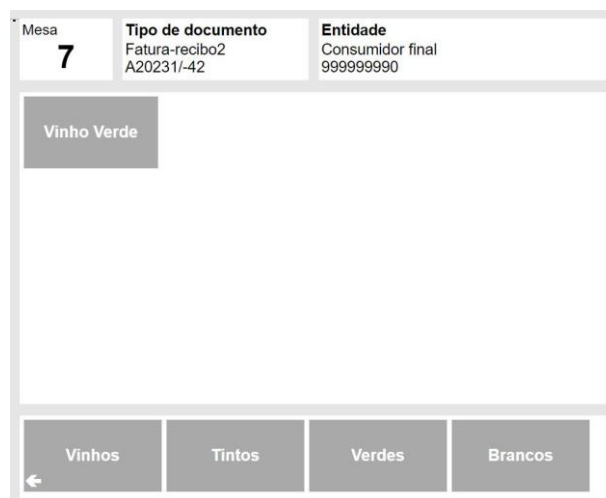 Mesa
7
Tipo de documento
Fatura-recibo2
A20231/-42
Entidade
Consumidor final
999999990
Vinho Verde
Vinhos
Tintos
Verdes
Brancos